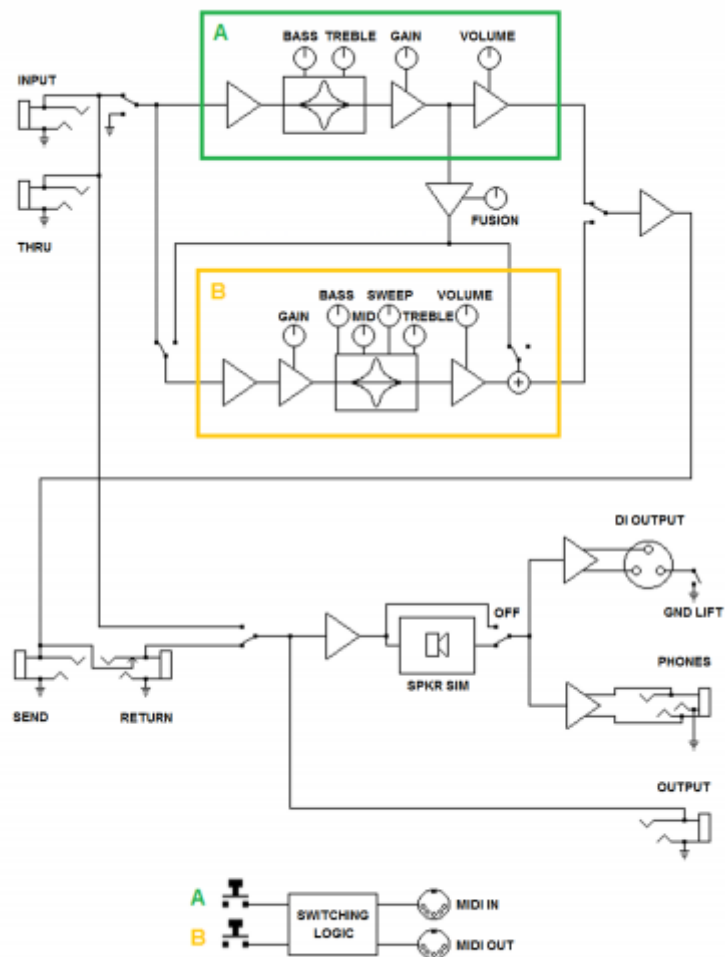 A
BASS TREBLE GAIN VOLUME
INPUT
THRU
FUSION
B
BASS SWEEP VOLUME
GAIN MID TREBLE
DI OUTPUT
OFF
GND LIFT
SPKR SIM
PHONES
SEND RETURN
OUTPUT
A
SWITCHING
LOGIC
MIDI IN
B
MIDI OUT